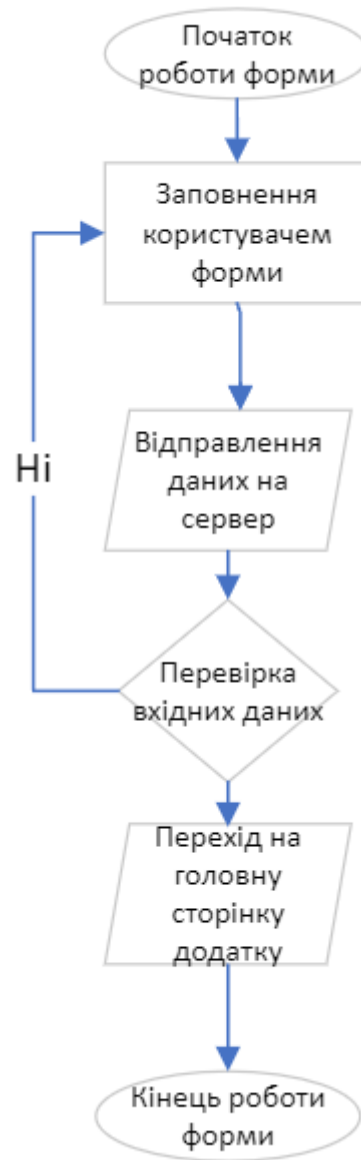 Початок
роботи форми
Заповнення
користувачем
форми
Відправлення
даних на
сервер
Ні
Перевірка
вхідних даних
Перехід на
головну
сторінку
додатку
Кінець роботи
форми